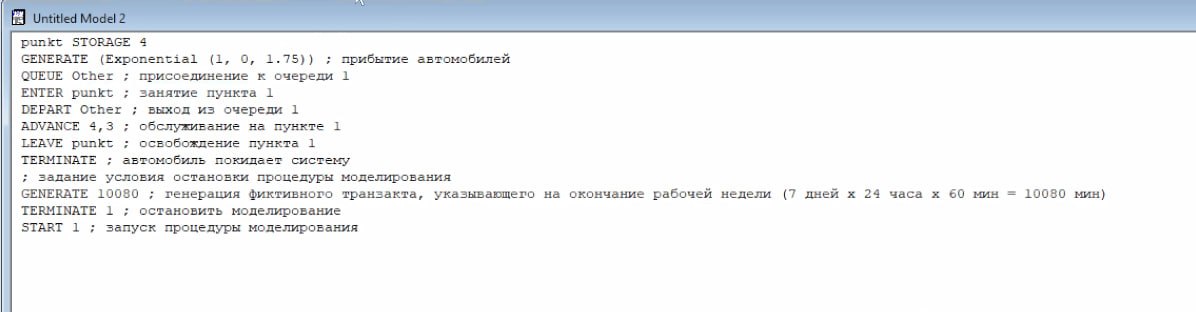 Untitled Model 2
punkt STORAGE 4
GENERATE (Exponential (1, 0, 1.75)) ; прибытие автомобилей
QUEUE Other ; присоединение к очереди 1
ENTER punkt ; занятие пункта 1
DEPART Other ; выход из очереди 1
ADVANCE 4,3 ; обслуживание на пункте 1
LEAVE punkt ; освобождение пункта 1
TERMINATE ; автомобиль покидает систему
; задание условия остановки процедуры моделирования
GENERATE 10080 ; генерация фиктивного транзакта, указывающего на окончание рабочей недели (7 дней x 24 часа x 60 мин = 10080 мин)
TERMINATE 1 ; остановить моделирование
START 1 ; запуск процедуры моделирования